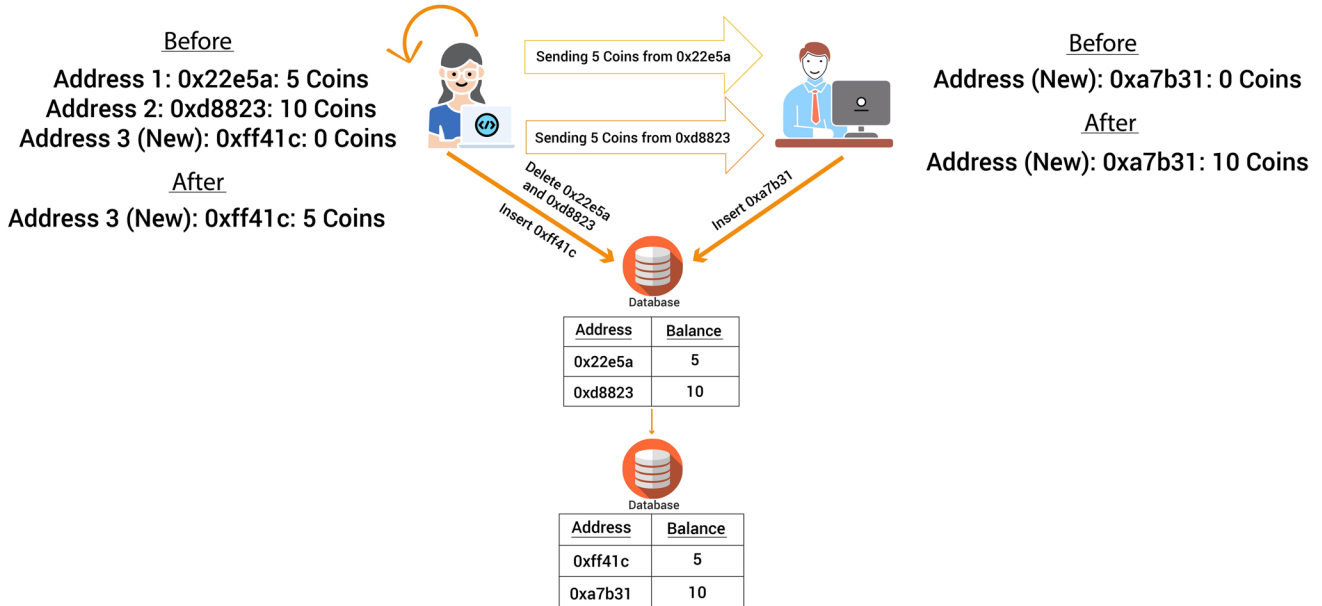 Before
Address 1: 0x22e5a: 5 Coins
Address 2: 0xd8823: 10 Coins
Address 3 (New): 0xff41c: 0 Coins
After
Address 3 (New): 0xff41c: 5 Coins
Sending 5 Coins from 0x22e5a
Sending 5 Coins from 0xd8823
Before
Address (New): 0xa7b31: 0 Coins
After
Address (New): 0xa7b31: 10 Coins
Delete 0x22e5a
and 0xd8823
Insert 0xff41c
Insert 0xa7b31
Database
Address Balance
0x22e5a 5
0xd8823 10
Database
Address Balance
0xff41c 5
0xa7b31 10